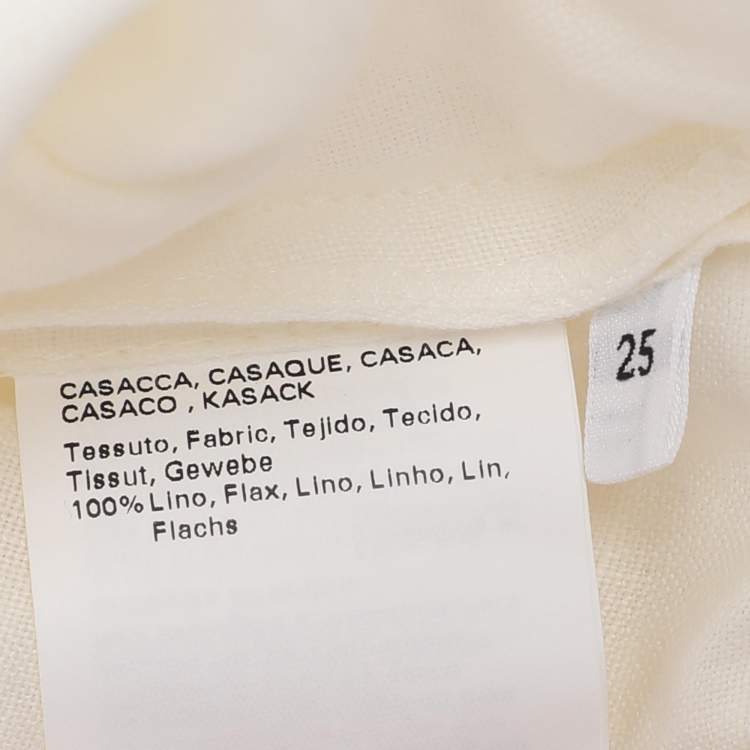 CASACCA, CASAQUE, CASACA,
CASACO , KASACK
Tessuto, Fabric, Tejido, Tecido,
Tissut, Gewebe
100% Lino, Flax, Lino, Linho, Lin,
Flachs
25